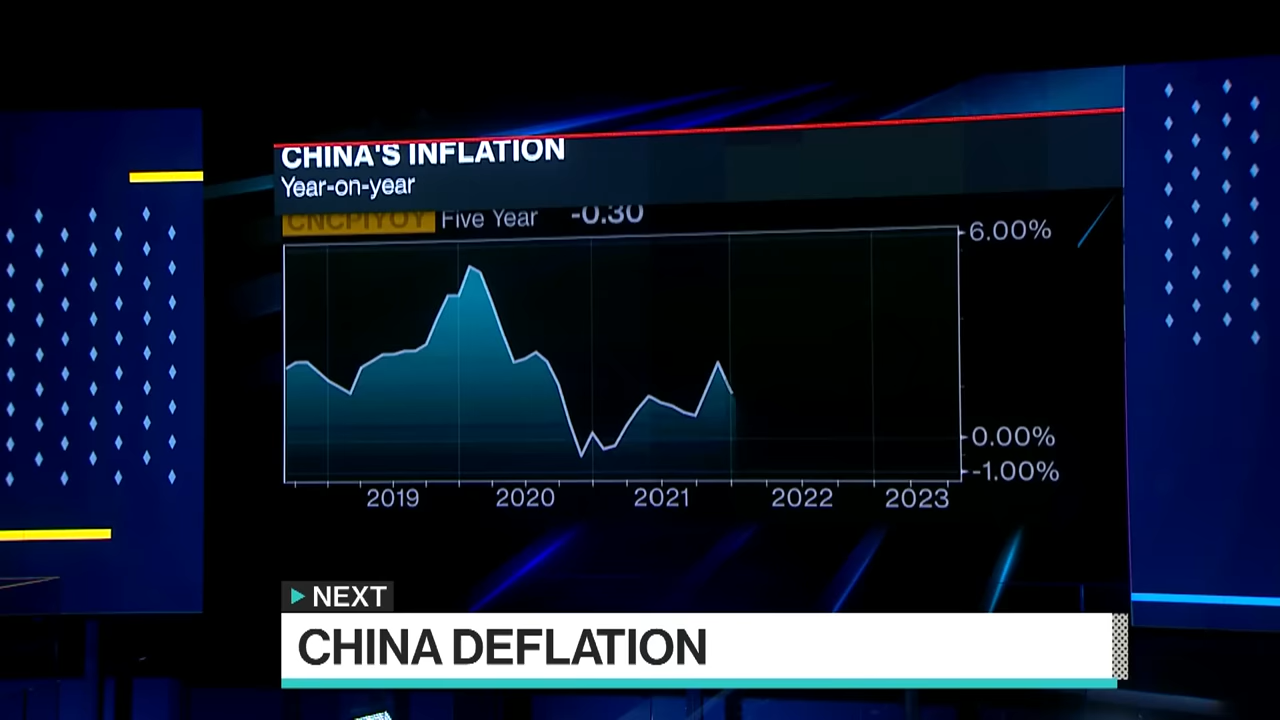 CHINA'S INFLATION
Year-on-year
CNCPIYOY Five Year -0.30
6.00%
0.00%
-1.00%
2019 2020 2021 2022 2023
NEXT
CHINA DEFLATION